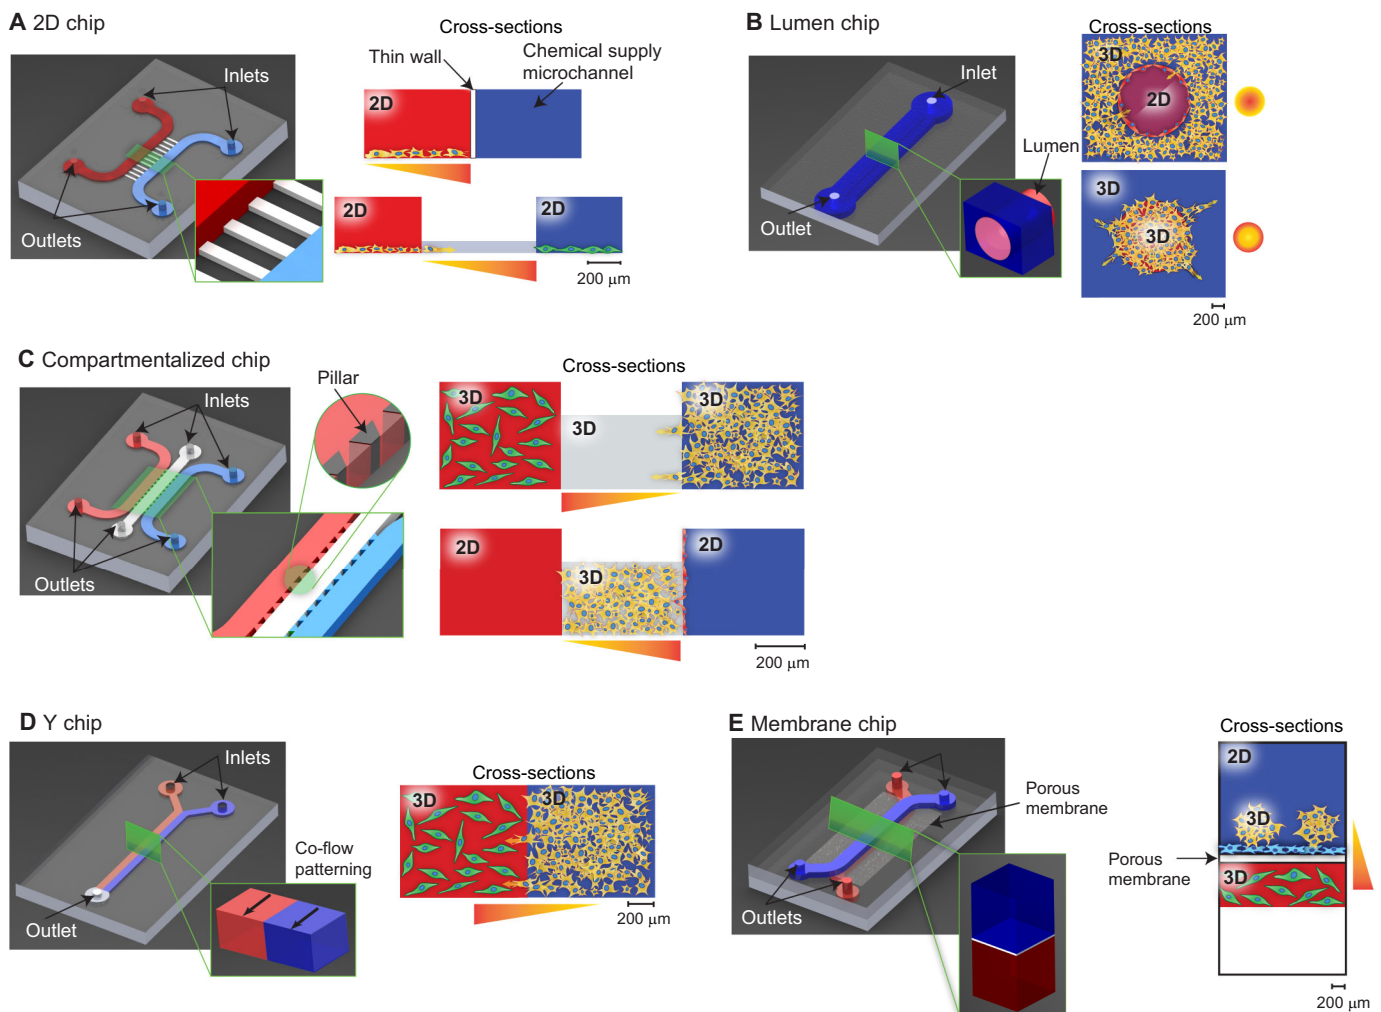 A 2D chip
Inlets
Outlets
Cross-sections
Thin wall
Chemical supply
microchannel
2D
2D
2D
200 μm
B Lumen chip
Inlet
Outlet
Lumen
Cross-sections
3D
2D
3D
3D
200 μm
C Compartmentalized chip
Pillar
Inlets
Outlets
Cross-sections
3D
3D
3D
2D
3D
2D
200 μm
D Y chip
Inlets
Outlet
Co-flow
patterning
Cross-sections
3D
3D
200 μm
E Membrane chip
Inlets
Porous
membrane
Outlets
Cross-sections
2D
3D
Porous
membrane
3D
200 μm